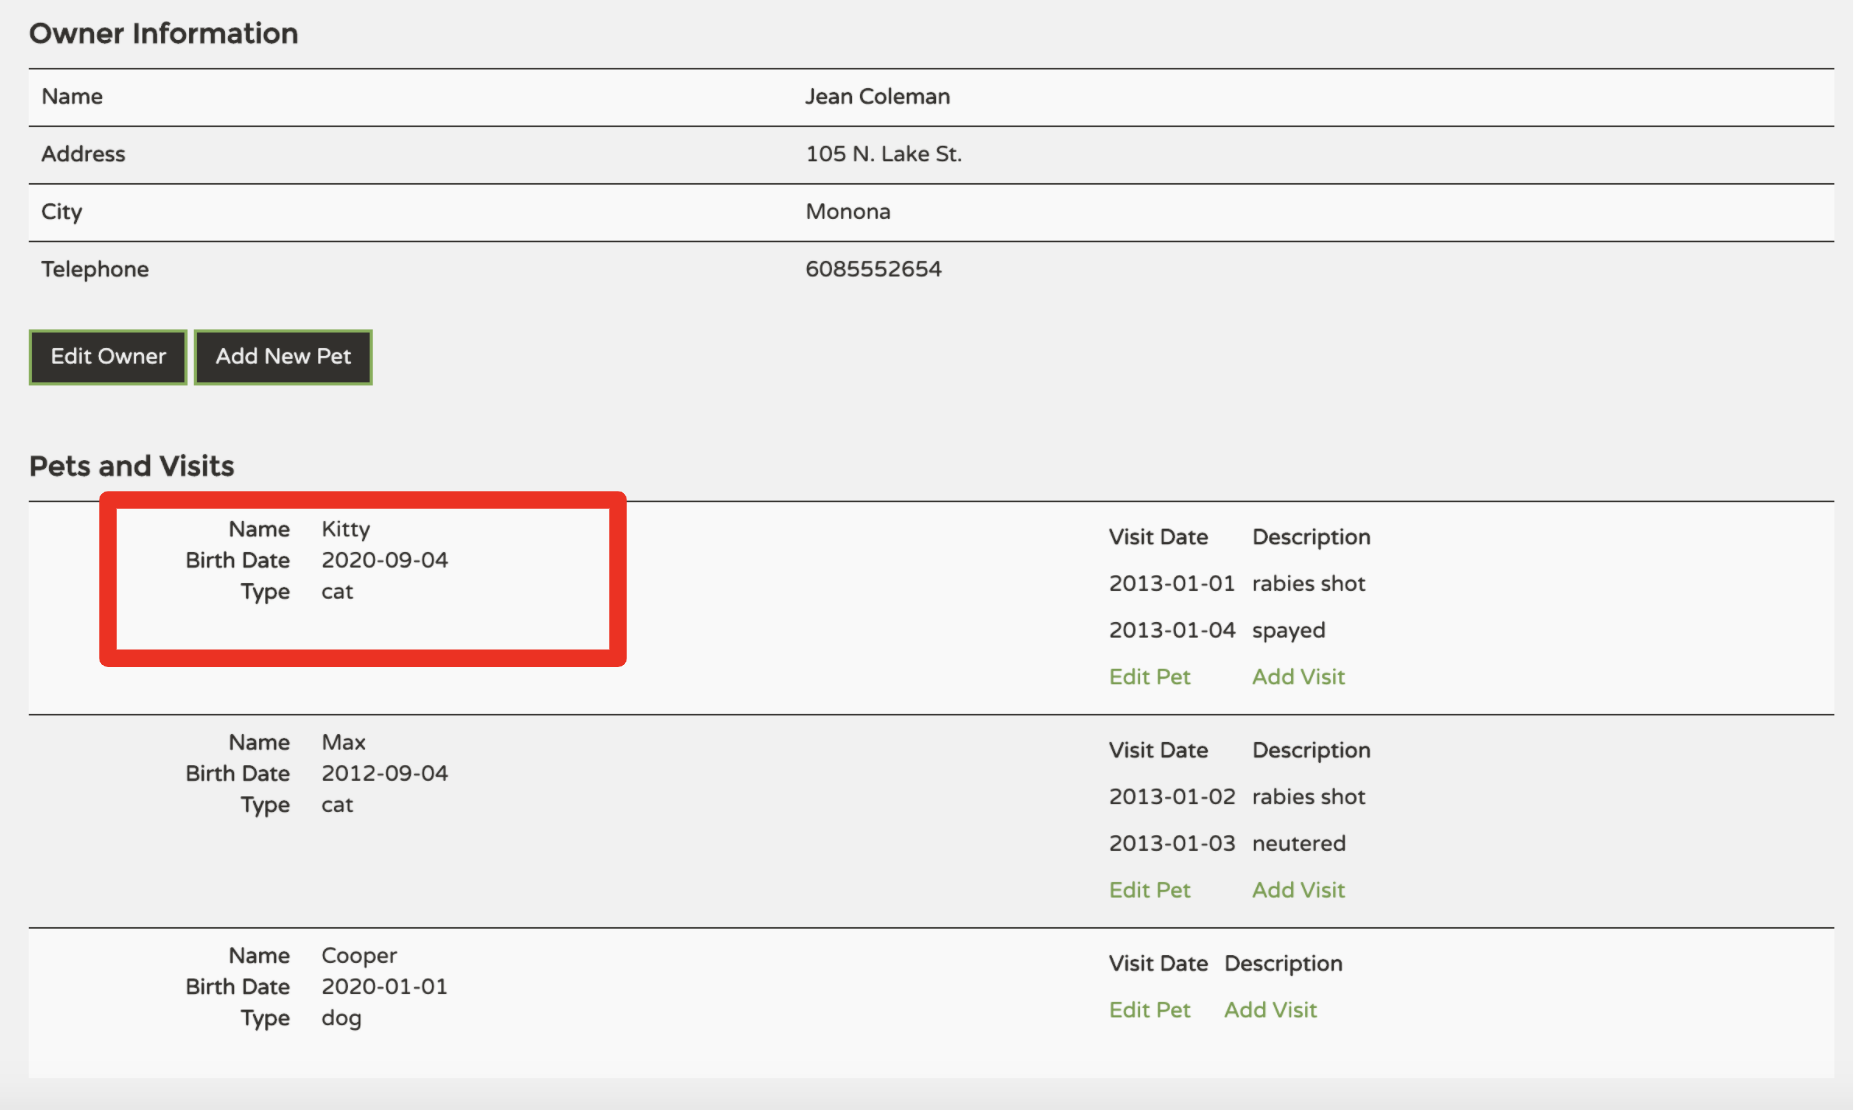 Owner Information
Name Jean Coleman
Address 105 N. Lake St.
City Monona
Telephone 6085552654
Edit Owner Add New Pet
Pets and Visits
Name Kitty
Birth Date 2020-09-04
Type cat
Visit Date Description
2013-01-01 rabies shot
2013-01-04 spayed
Edit Pet Add Visit
Name Max
Birth Date 2012-09-04
Type cat
Visit Date Description
2013-01-02 rabies shot
2013-01-03 neutered
Edit Pet Add Visit
Name Cooper
Birth Date 2020-01-01
Type dog
Visit Date Description
Edit Pet Add Visit